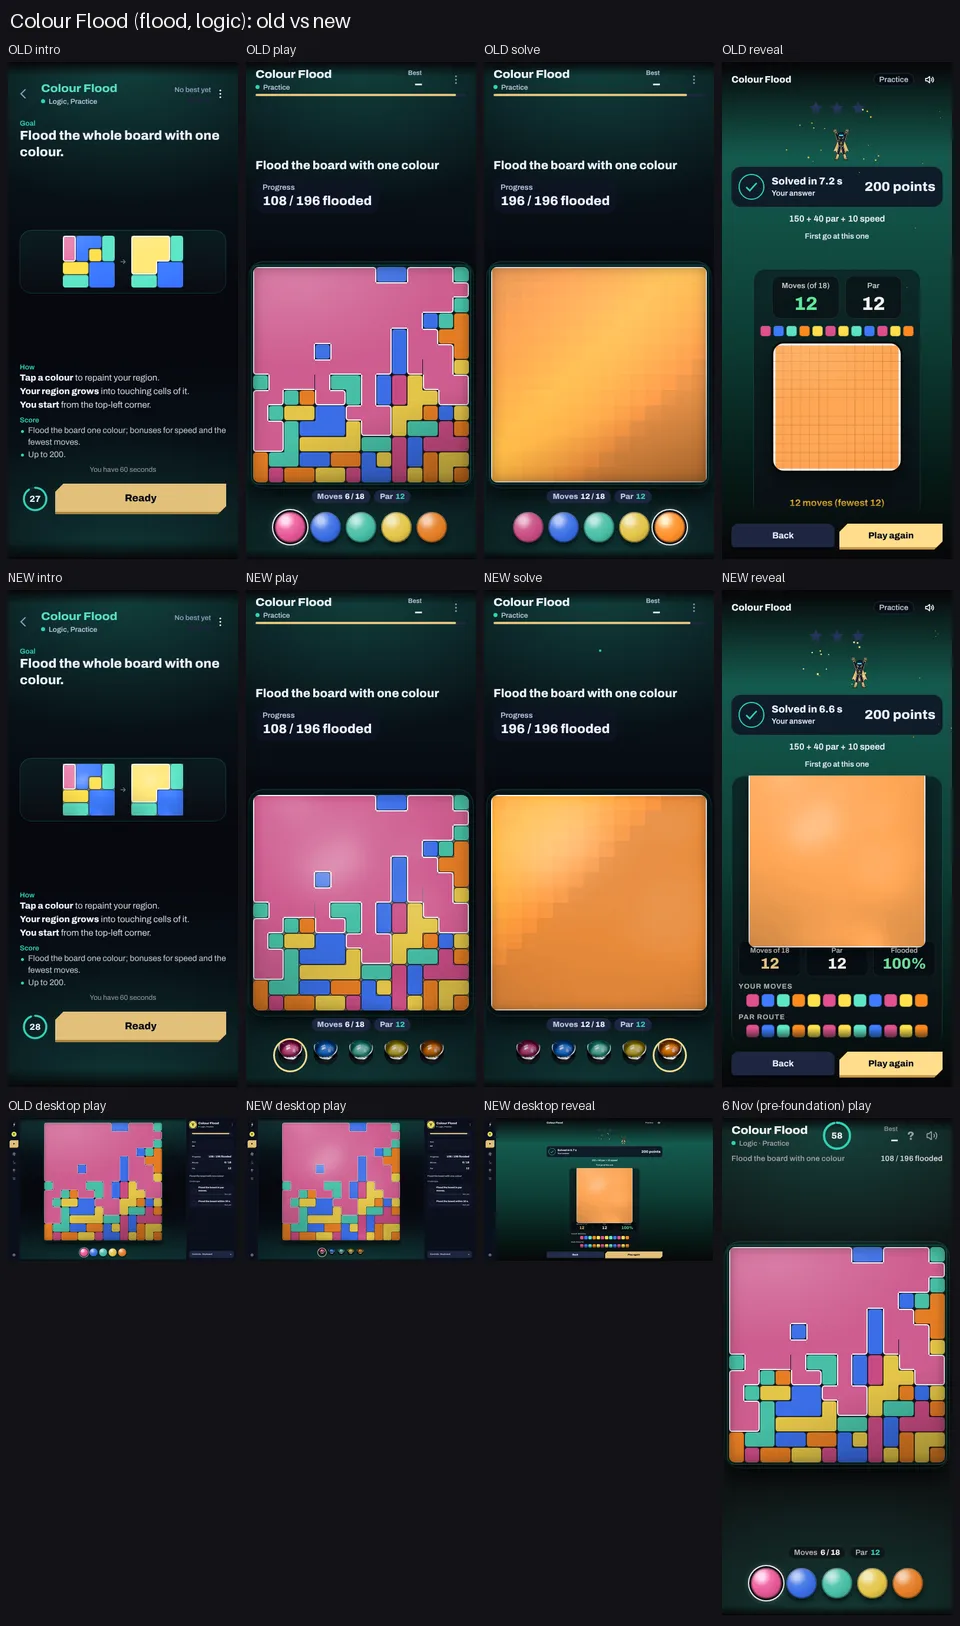 Colour Flood (flood, logic): old vs new
OLD intro
Colour Flood
Logic, Practice
No best yet
Goal
Flood the whole board with one
colour.
How
Tap a colour to repaint your region.
Your region grows into touching cells of it.
You start from the top-left corner.
Score
Flood the board one colour; bonuses for speed and the
fewest moves.
Up to 200.
You have 60 seconds
27
Ready
OLD play
Colour Flood
Practice
Best
–
Flood the board with one colour
Progress
108 / 196 flooded
Moves 6 / 18
Par 12
OLD solve
Colour Flood
Practice
Best
–
Flood the board with one colour
Progress
196 / 196 flooded
Moves 12 / 18
Par 12
OLD reveal
Colour Flood
Practice
Solved in 7.2 s
Your answer
200 points
150 + 40 par + 10 speed
First go at this one
Moves (of 18)
12
Par
12
12 moves (fewest 12)
Back
Play again
NEW intro
Colour Flood
Logic, Practice
No best yet
Goal
Flood the whole board with one
colour.
How
Tap a colour to repaint your region.
Your region grows into touching cells of it.
You start from the top-left corner.
Score
Flood the board one colour; bonuses for speed and the
fewest moves.
Up to 200.
You have 60 seconds
28
Ready
NEW play
Colour Flood
Practice
Best
–
Flood the board with one colour
Progress
108 / 196 flooded
Moves 6 / 18
Par 12
NEW solve
Colour Flood
Practice
Best
–
Flood the board with one colour
Progress
196 / 196 flooded
Moves 12 / 18
Par 12
NEW reveal
Colour Flood
Practice
Solved in 6.6 s
Your answer
200 points
150 + 40 par + 10 speed
First go at this one
Moves of 18
12
Par
12
Flooded
100%
YOUR MOVES
PAR ROUTE
Back
Play again
OLD desktop play
Colour Flood
NEW desktop play
Colour Flood
NEW desktop reveal
200 points
12
12
100%
Back
Play again
6 Nov (pre-foundation) play
Colour Flood
Logic · Practice
58
Best
–
?
Flood the board with one colour
108 / 196 flooded
Moves 6 / 18
Par 12